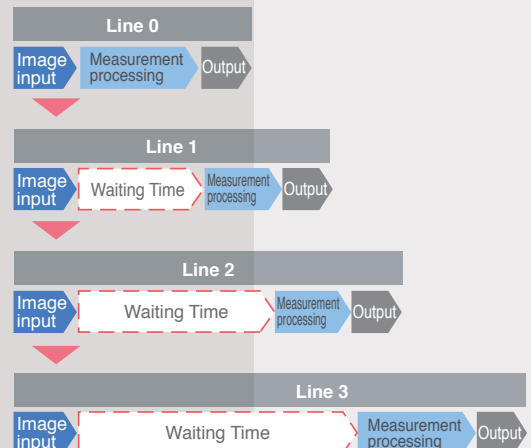 Line 0
Image
input
Measurement
processing
Output
Line 1
Image
input
Waiting Time
Measurement
processing
Output
Line 2
Image
input
Waiting Time
Measurement
processing
Output
Line 3
Image
input
Waiting Time
Measurement
processing
Output